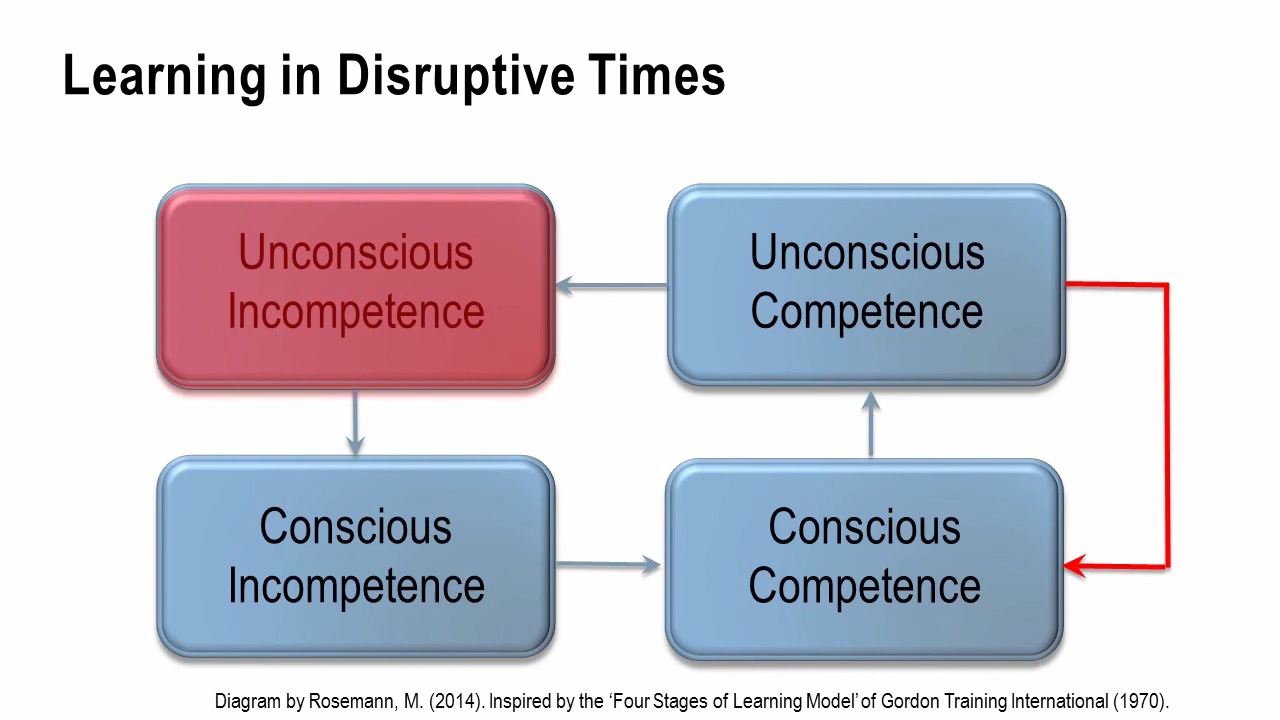 Learning in Disruptive Times
Unconscious
Incompetence
Unconscious
Competence
Conscious
Incompetence
Conscious
Competence
Diagram by Rosemann, M. (2014). Inspired by the ‘Four Stages of Learning Model’ of Gordon Training International (1970).